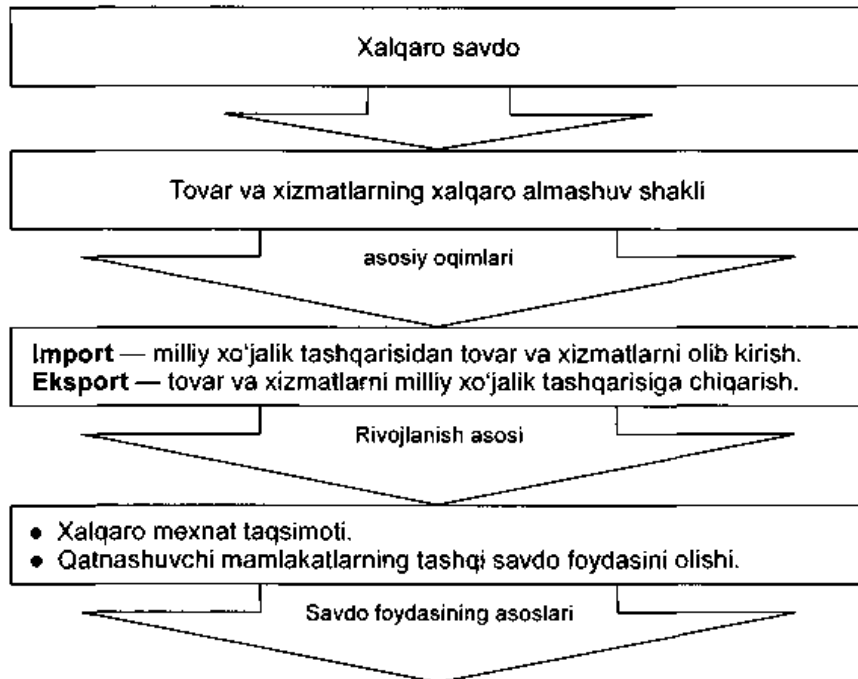 Xalqaro savdo
Tovar va xizmatlarning xalqaro almashuv shakli
asosiy oqimlari
Import — milliy xo‘jalik tashqarisidan tovar va xizmatlarni olib kirish.
Eksport — tovar va xizmatlarni milliy xo‘jalik tashqarisiga chiqarish.
Rivojlanish asosi
● Xalqaro mexnat taqsimoti.
● Qatnashuvchi mamlakatlarning tashqi savdo foydasini olishi.
Savdo foydasining asoslari